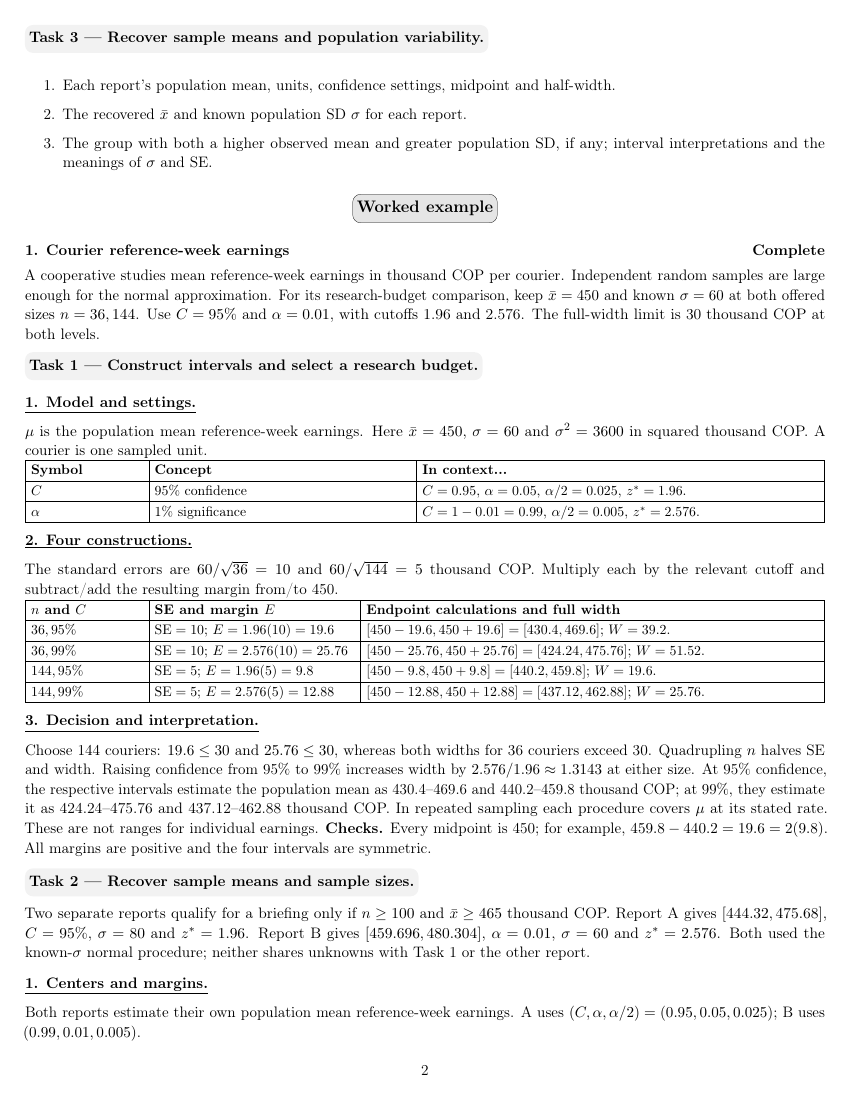 Task 3 — Recover sample means and population variability.
1. Each report's population mean, units, confidence settings, midpoint and half-width.
2. The recovered x̄ and known population SD σ for each report.
3. The group with both a higher observed mean and greater population SD, if any; interval interpretations and the
meanings of σ and SE.
Worked example
1. Courier reference-week earnings Complete
A cooperative studies mean reference-week earnings in thousand COP per courier. Independent random samples are large
enough for the normal approximation. For its research-budget comparison, keep x̄ = 450 and known σ = 60 at both offered
sizes n = 36, 144. Use C = 95% and α = 0.01, with cutoffs 1.96 and 2.576. The full-width limit is 30 thousand COP at
both levels.
Task 1 — Construct intervals and select a research budget.
1. Model and settings.
μ is the population mean reference-week earnings. Here x̄ = 450, σ = 60 and σ² = 3600 in squared thousand COP. A
courier is one sampled unit.
Symbol Concept In context...
C 95% confidence C = 0.95, α = 0.05, α/2 = 0.025, z* = 1.96.
α 1% significance C = 1 − 0.01 = 0.99, α/2 = 0.005, z* = 2.576.
2. Four constructions.
The standard errors are 60/√36 = 10 and 60/√144 = 5 thousand COP. Multiply each by the relevant cutoff and
subtract/add the resulting margin from/to 450.
n and C SE and margin E Endpoint calculations and full width
36, 95% SE = 10; E = 1.96(10) = 19.6 [450 − 19.6, 450 + 19.6] = [430.4, 469.6]; W = 39.2.
36, 99% SE = 10; E = 2.576(10) = 25.76 [450 − 25.76, 450 + 25.76] = [424.24, 475.76]; W = 51.52.
144, 95% SE = 5; E = 1.96(5) = 9.8 [450 − 9.8, 450 + 9.8] = [440.2, 459.8]; W = 19.6.
144, 99% SE = 5; E = 2.576(5) = 12.88 [450 − 12.88, 450 + 12.88] = [437.12, 462.88]; W = 25.76.
3. Decision and interpretation.
Choose 144 couriers: 19.6 ≤ 30 and 25.76 ≤ 30, whereas both widths for 36 couriers exceed 30. Quadrupling n halves SE
and width. Raising confidence from 95% to 99% increases width by 2.576/1.96 ≈ 1.3143 at either size. At 95% confidence,
the respective intervals estimate the population mean as 430.4–469.6 and 440.2–459.8 thousand COP; at 99%, they estimate
it as 424.24–475.76 and 437.12–462.88 thousand COP. In repeated sampling each procedure covers μ at its stated rate.
These are not ranges for individual earnings. Checks. Every midpoint is 450; for example, 459.8 − 440.2 = 19.6 = 2(9.8).
All margins are positive and the four intervals are symmetric.
Task 2 — Recover sample means and sample sizes.
Two separate reports qualify for a briefing only if n ≥ 100 and x̄ ≥ 465 thousand COP. Report A gives [444.32, 475.68],
C = 95%, σ = 80 and z* = 1.96. Report B gives [459.696, 480.304], α = 0.01, σ = 60 and z* = 2.576. Both used the
known-σ normal procedure; neither shares unknowns with Task 1 or the other report.
1. Centers and margins.
Both reports estimate their own population mean reference-week earnings. A uses (C, α, α/2) = (0.95, 0.05, 0.025); B uses
(0.99, 0.01, 0.005).
2